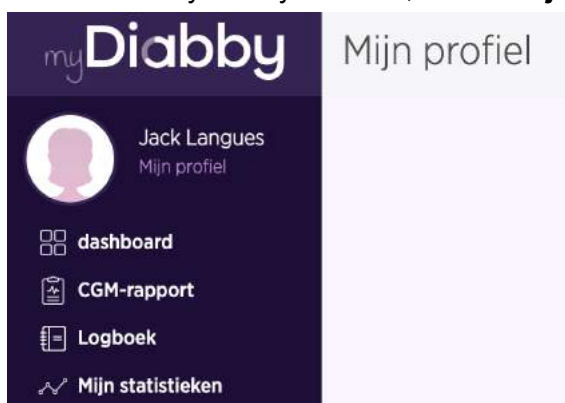 myDiabby
Mijn profiel
Jack Langues
Mijn profiel
dashboard
CGM-rapport
Logboek
Mijn statistieken